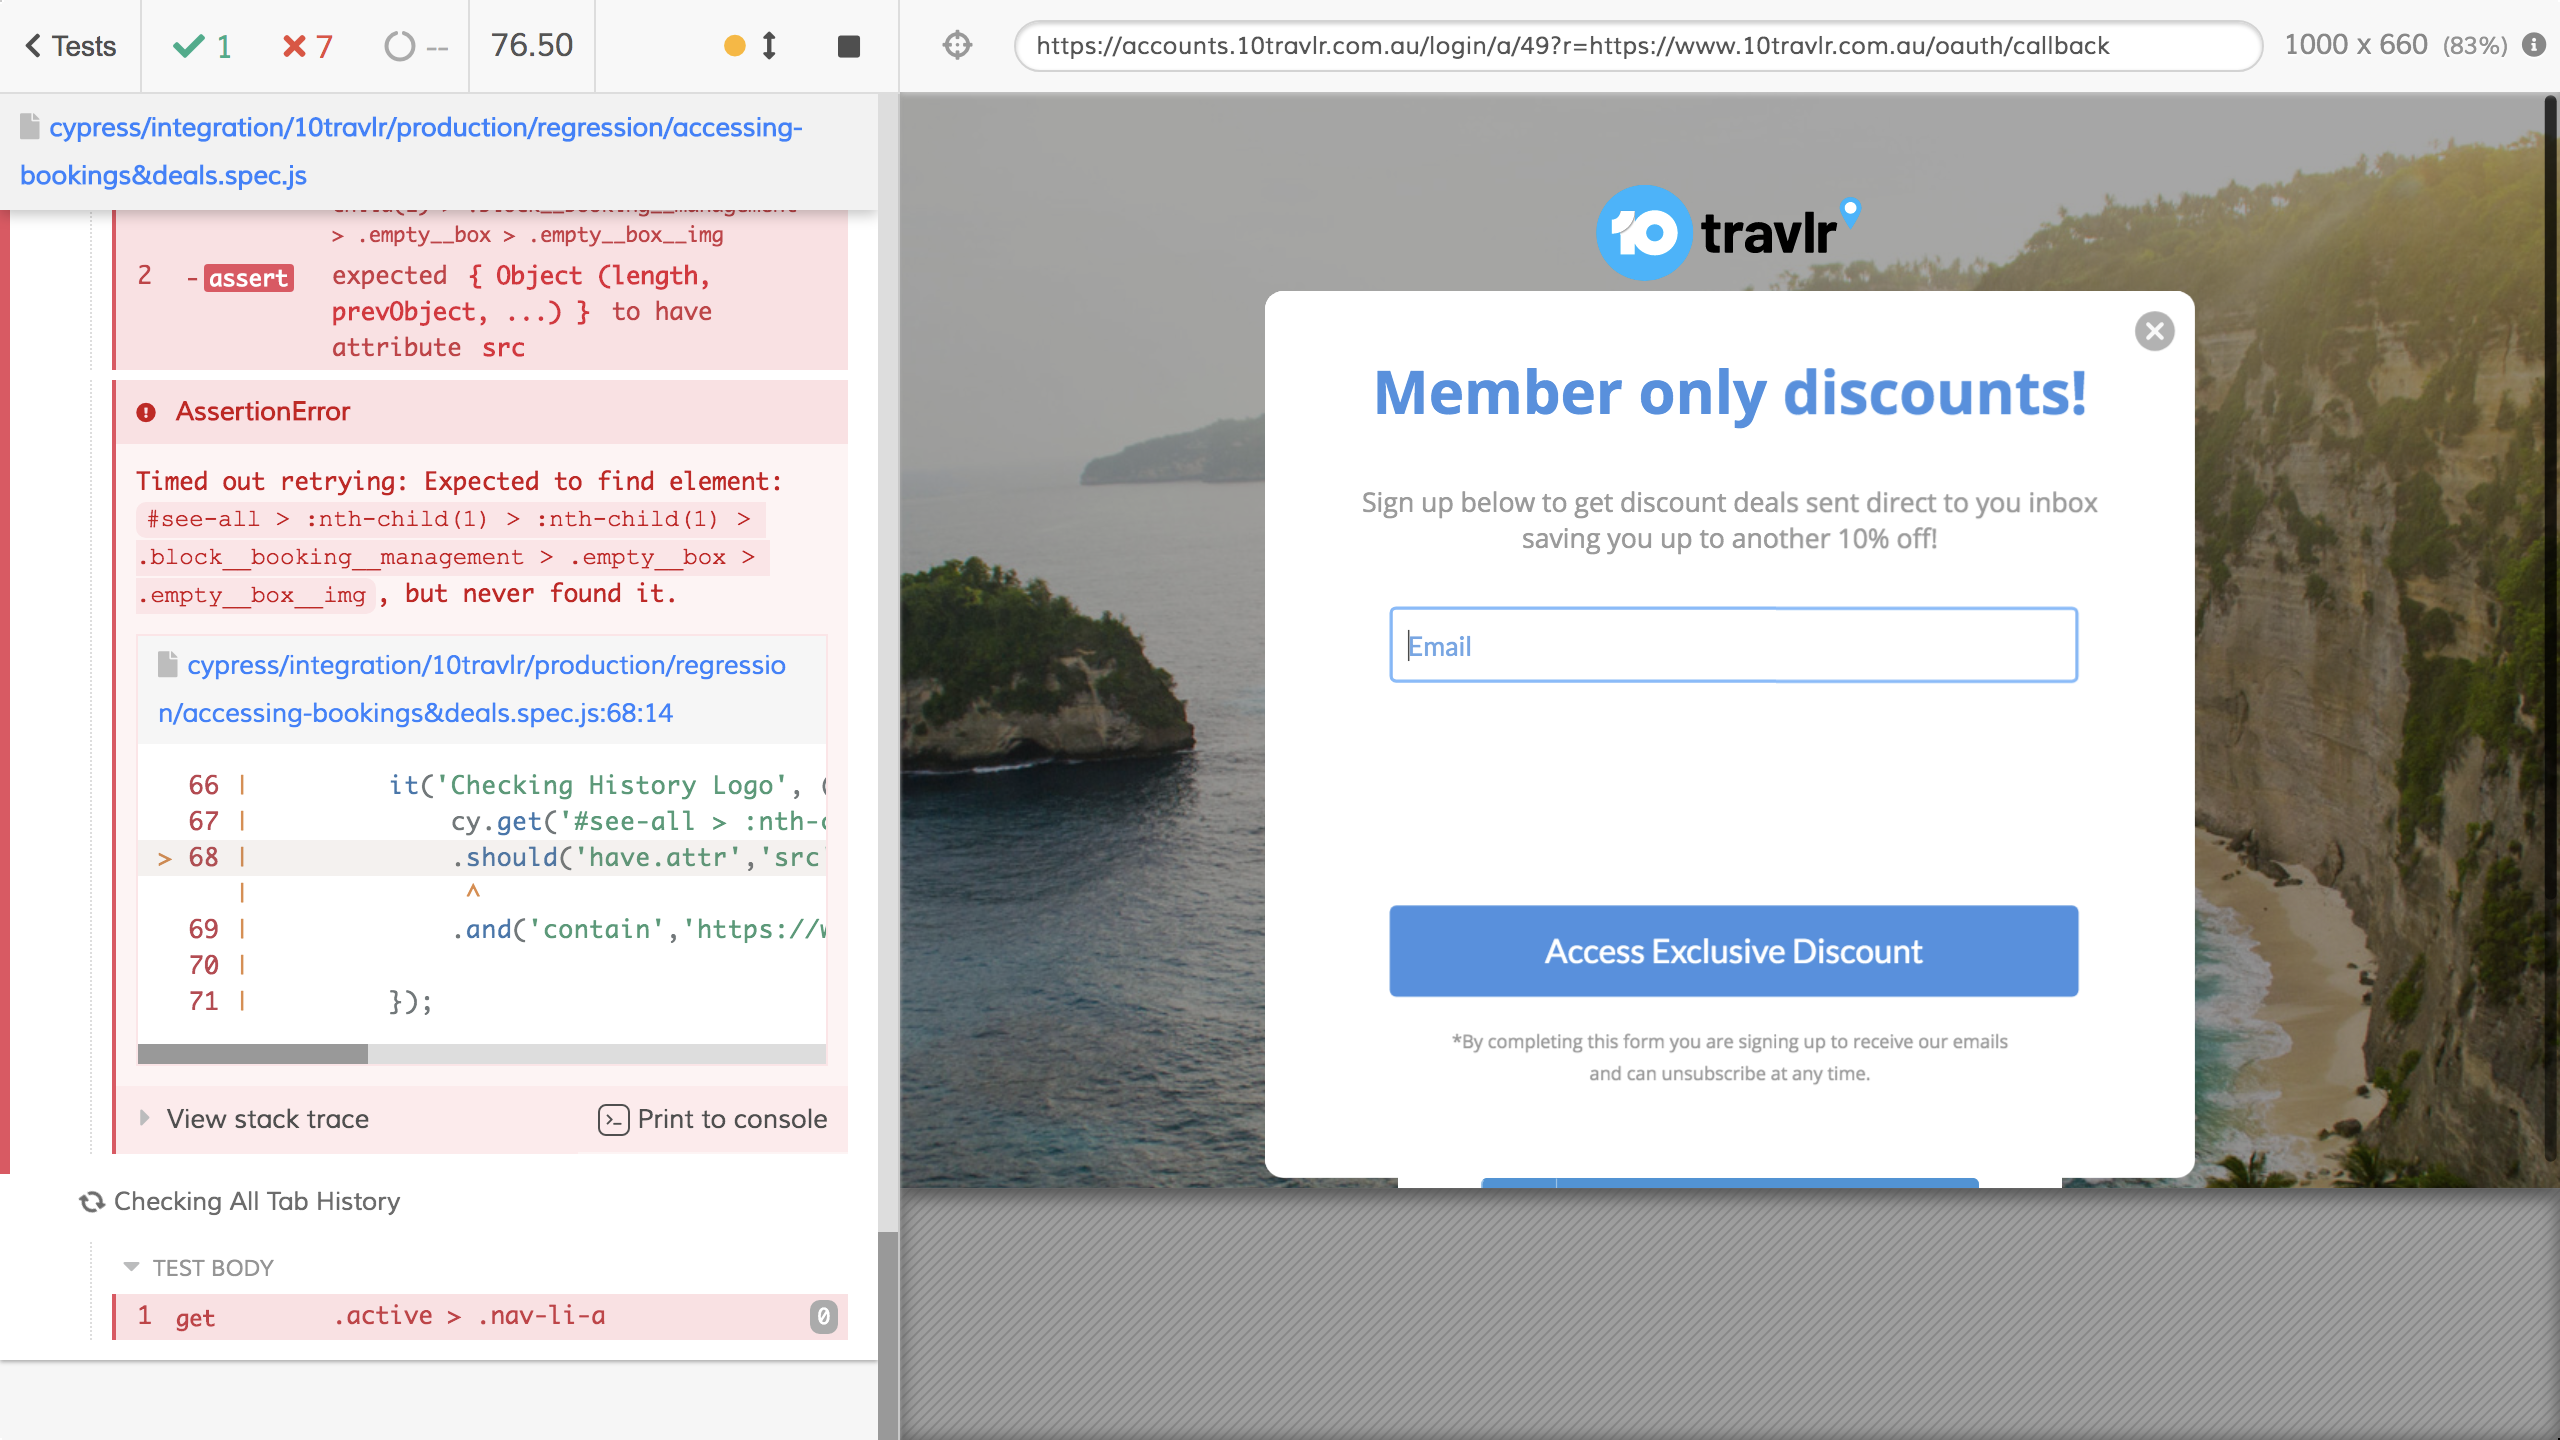 Tests
1
7
--
76.50
https://accounts.10travlr.com.au/login/a/49?r=https://www.10travlr.com.au/oauth/callback
1000 x 660 (83%)
cypress/integration/10travlr/production/regression/accessing-
bookings&deals.spec.js
> .empty__box > .empty__box__img
2 -assert expected { Object (length,
prevObject, ...) } to have
attribute src
AssertionError
Timed out retrying: Expected to find element:
#see-all > :nth-child(1) > :nth-child(1) >
.block__booking__management > .empty__box >
.empty__box__img , but never found it.
cypress/integration/10travlr/production/regressio
n/accessing-bookings&deals.spec.js:68:14
66 | it('Checking History Logo', (
67 | cy.get('#see-all > :nth-c
> 68 | .should('have.attr','src'
| ^
69 | .and('contain','https://w
70 |
71 | });
View stack trace
Print to console
Checking All Tab History
TEST BODY
1 get .active > .nav-li-a 0
10 travlr
Member only discounts!
Sign up below to get discount deals sent direct to you inbox
saving you up to another 10% off!
Email
Access Exclusive Discount
*By completing this form you are signing up to receive our emails
and can unsubscribe at any time.